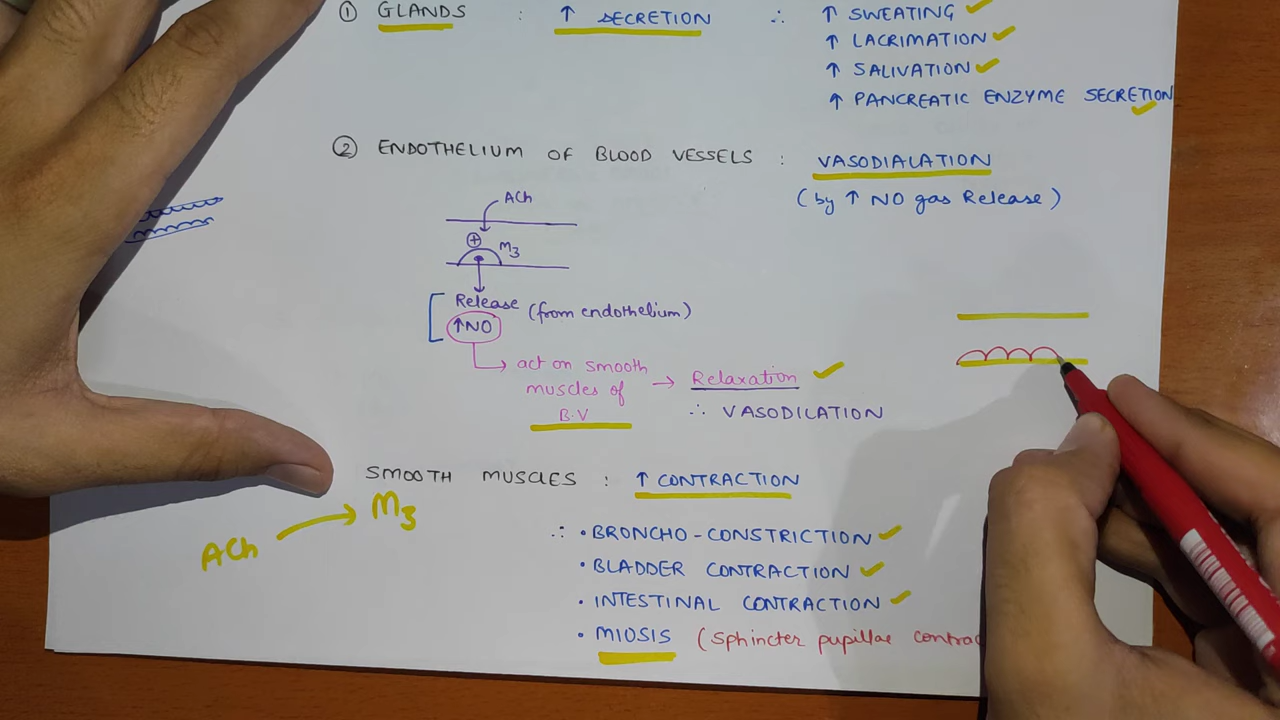 ① GLANDS : ↑ SECRETION ∴ ↑ SWEATING
↑ LACRIMATION
↑ SALIVATION
↑ PANCREATIC ENZYME SECRETION
② ENDOTHELIUM OF BLOOD VESSELS : VASODIALATION
(by ↑ NO gas Release)
ACh
⊕ M3
Release (from endothelium)
↑NO
act on smooth muscles of B.V → Relaxation
∴ VASODILATION
SMOOTH MUSCLES : ↑ CONTRACTION
ACh → M3
∴ • BRONCHO-CONSTRICTION
• BLADDER CONTRACTION
• INTESTINAL CONTRACTION
• MIOSIS (Sphincter pupillae contrac